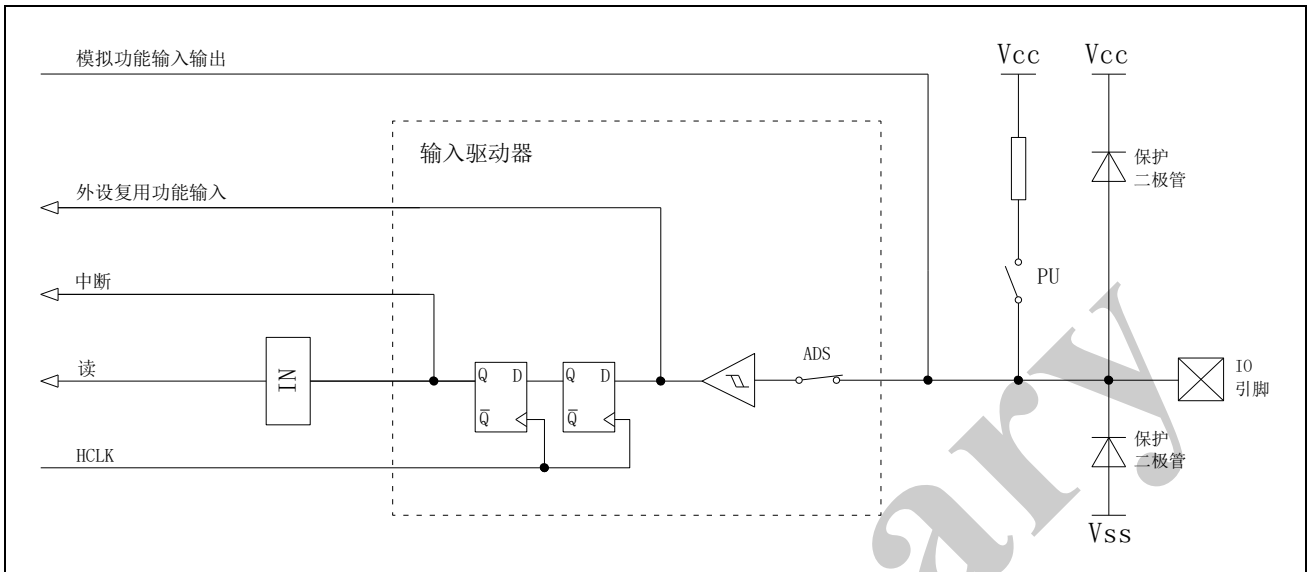 模拟功能输入输出
Vcc
Vcc
输入驱动器
保护
二极管
外设复用功能输入
中断
PU
读
IN
Q
D
Q
Q
D
Q
ADS
IO
引脚
HCLK
保护
二极管
Vss
ary